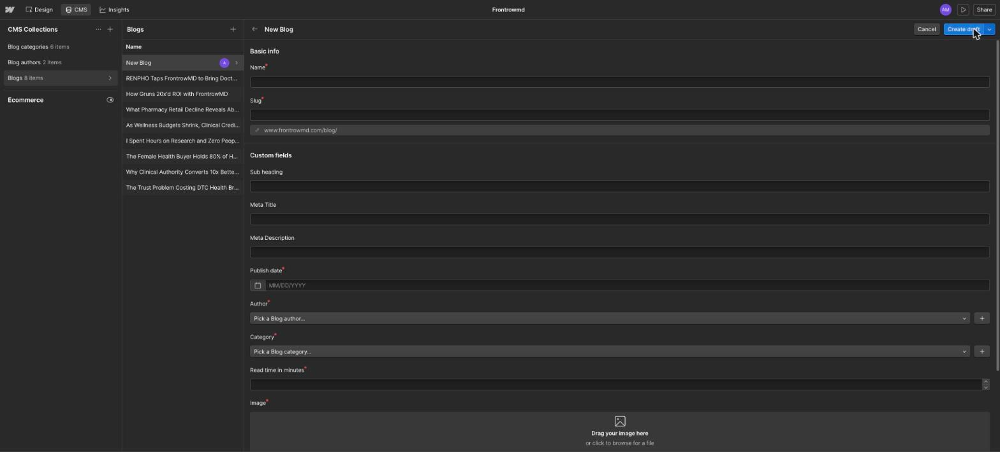 Design
CMS
Insights
Frontrowmd
AM
Share
CMS Collections
Blogs
New Blog
Cancel
Create draft
Blog categories 6 items
Blog authors 2 items
Blogs 8 items
Ecommerce
Name
New Blog
A
RENPHO Taps FrontrowMD to Bring Doct...
How Gruns 20x'd ROI with FrontrowMD
What Pharmacy Retail Decline Reveals Ab...
As Wellness Budgets Shrink, Clinical Credi...
I Spent Hours on Research and Zero Peop...
The Female Health Buyer Holds 80% of H...
Why Clinical Authority Converts 10x Bette...
The Trust Problem Costing DTC Health Br...
Basic info
Name*
Slug*
www.frontrowmd.com/blog/
Custom fields
Sub heading
Meta Title
Meta Description
Publish date*
MM/DD/YYYY
Author*
Pick a Blog author...
Category*
Pick a Blog category...
Read time in minutes*
Image*
Drag your image here
or click to browse for a file